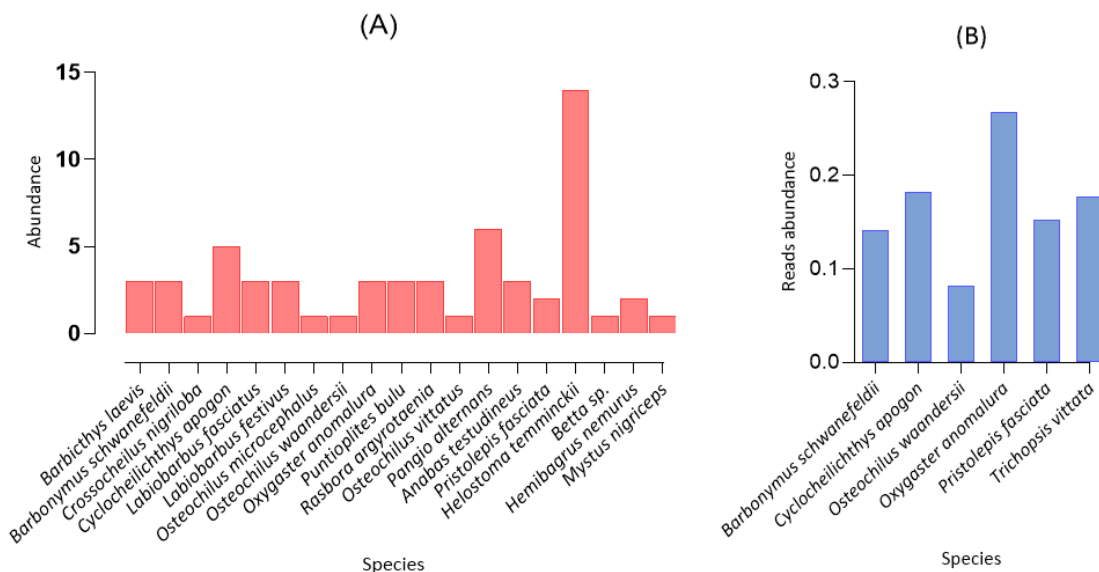 (A)
15
10
5
0
Abundance
Barbicthys laevis
Barbonymus schwanefeldii
Crossocheilus nigriloba
Cyclocheilichthy apogon
Labiobarbus fasciatus
Labiobarbus festivus
Osteochilus microcephalus
Osteochilus waandersii
Oxygaster anomalura
Puntioplites bulu
Rasbora argyrotaenia
Osteochilus vittatus
Pangio alternans
Anabas testudineus
Pristolepis fasciata
Helostoma temminckii
Betta sp.
Hemibagrus nemurus
Mystus nigriceps
Species
(B)
0.3
0.2
0.1
0.0
Reads abundance
Barbonymus schwanefeldii
Cyclocheilichthy apogon
Osteochilus waandersii
Oxygaster anomalura
Pristolepis fasciata
Trichopsis vittata
Species